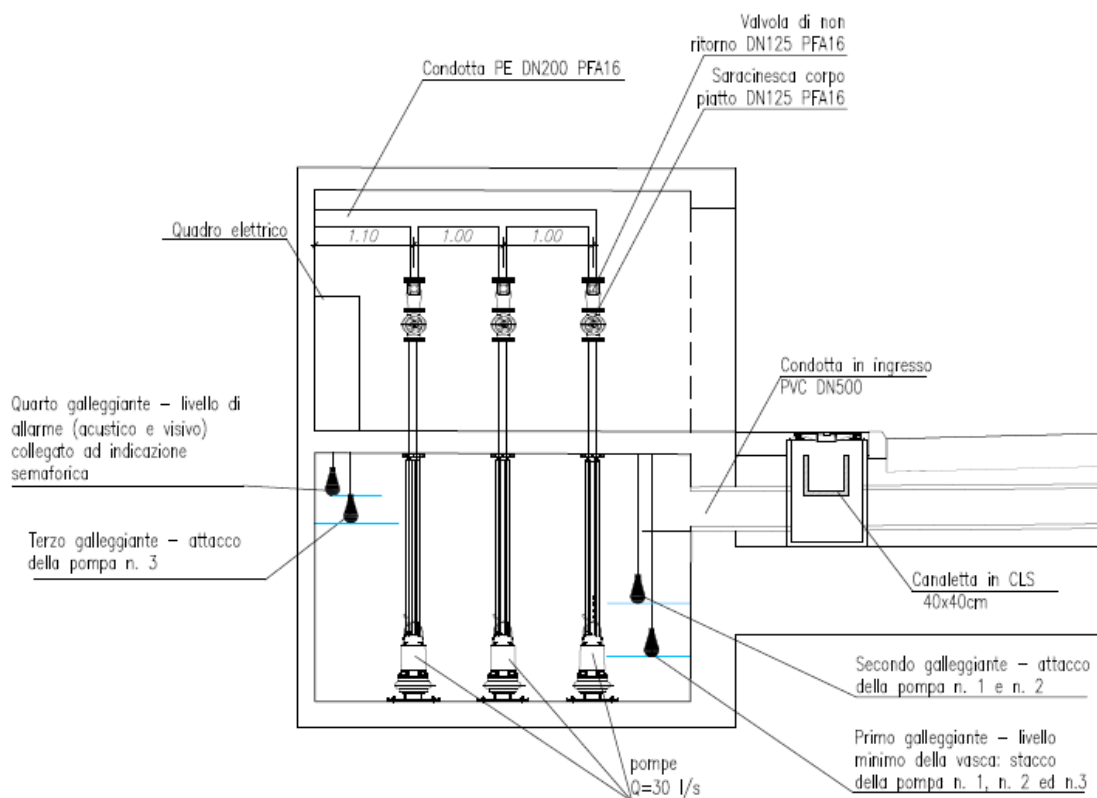 Valvola di non
ritorno DN125 PFA16
Condotta PE DN200 PFA16
Saracinesca corpo
piatto DN125 PFA16
Quadro elettrico
1.10
1.00
1.00
Condotta in ingresso
PVC DN500
Quarto galleggiante – livello di
allarme (acustico e visivo)
collegato ad indicazione
semaforica
Terzo galleggiante – attacco
della pompa n. 3
Canaletta in CLS
40x40cm
Secondo galleggiante – attacco
della pompa n. 1 e n. 2
Primo galleggiante – livello
minimo della vasca: stacco
della pompa n. 1, n. 2 ed n.3
pompe
Q=30 l/s